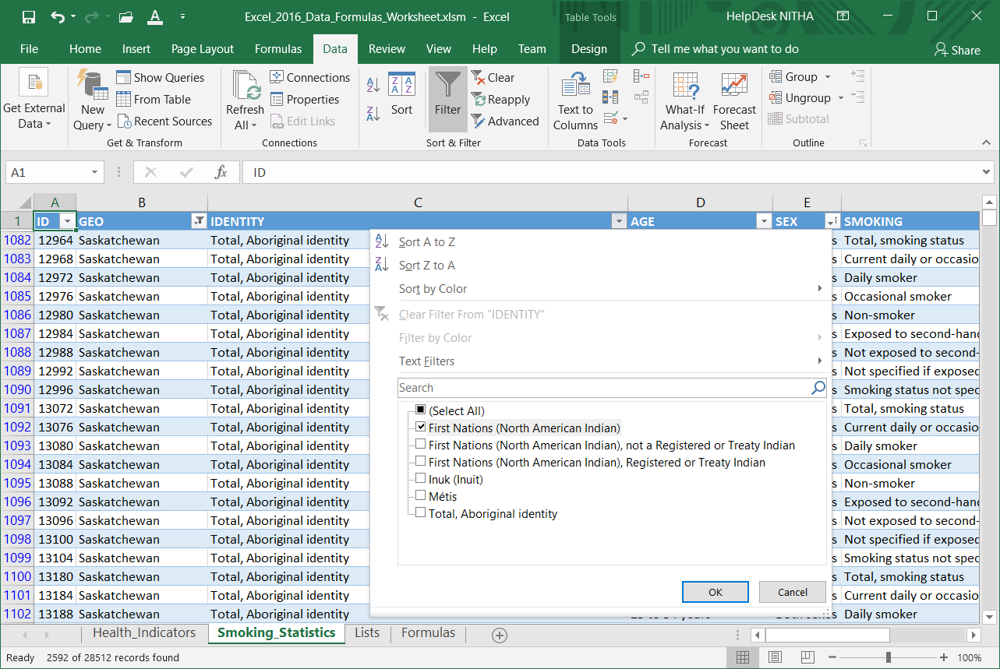 Excel_2016_Data_Formulas_Worksheet.xlsm - Excel
Table Tools
HelpDesk NITHA
File Home Insert Page Layout Formulas Data Review View Help Team Design Tell me what you want to do Share
Get External Data
New Query
Show Queries
From Table
Recent Sources
Get & Transform
Refresh All
Connections
Properties
Edit Links
Connections
Sort
Filter
Clear
Reapply
Advanced
Sort & Filter
Text to Columns
Data Tools
What-If Analysis
Forecast Sheet
Forecast
Group
Ungroup
Subtotal
Outline
A1 fx ID
A B C D E
1 ID GEO IDENTITY AGE SEX SMOKING
1082 12964 Saskatchewan Total, Aboriginal identity s Total, smoking status
1083 12968 Saskatchewan Total, Aboriginal identity s Current daily or occasio
1084 12972 Saskatchewan Total, Aboriginal identity s Daily smoker
1085 12976 Saskatchewan Total, Aboriginal identity s Occasional smoker
1086 12980 Saskatchewan Total, Aboriginal identity s Non-smoker
1087 12984 Saskatchewan Total, Aboriginal identity s Exposed to second-hand
1088 12988 Saskatchewan Total, Aboriginal identity s Not exposed to second-
1089 12992 Saskatchewan Total, Aboriginal identity s Not specified if exposed
1090 12996 Saskatchewan Total, Aboriginal identity s Smoking status not spec
1091 13072 Saskatchewan Total, Aboriginal identity s Total, smoking status
1092 13076 Saskatchewan Total, Aboriginal identity s Current daily or occasio
1093 13080 Saskatchewan Total, Aboriginal identity s Daily smoker
1094 13084 Saskatchewan Total, Aboriginal identity s Occasional smoker
1095 13088 Saskatchewan Total, Aboriginal identity s Non-smoker
1096 13092 Saskatchewan Total, Aboriginal identity s Exposed to second-hand
1097 13096 Saskatchewan Total, Aboriginal identity s Not exposed to second-
1098 13100 Saskatchewan Total, Aboriginal identity s Not specified if exposed
1099 13104 Saskatchewan Total, Aboriginal identity s Smoking status not spec
1100 13180 Saskatchewan Total, Aboriginal identity s Total, smoking status
1101 13184 Saskatchewan Total, Aboriginal identity s Current daily or occasio
1102 13188 Saskatchewan Total, Aboriginal identity s Daily smoker
Sort A to Z
Sort Z to A
Sort by Color
Clear Filter From "IDENTITY"
Filter by Color
Text Filters
Search
(Select All)
First Nations (North American Indian)
First Nations (North American Indian), not a Registered or Treaty Indian
First Nations (North American Indian), Registered or Treaty Indian
Inuk (Inuit)
Métis
Total, Aboriginal identity
OK Cancel
Health_Indicators Smoking_Statistics Lists Formulas
Ready 2592 of 28512 records found 100%